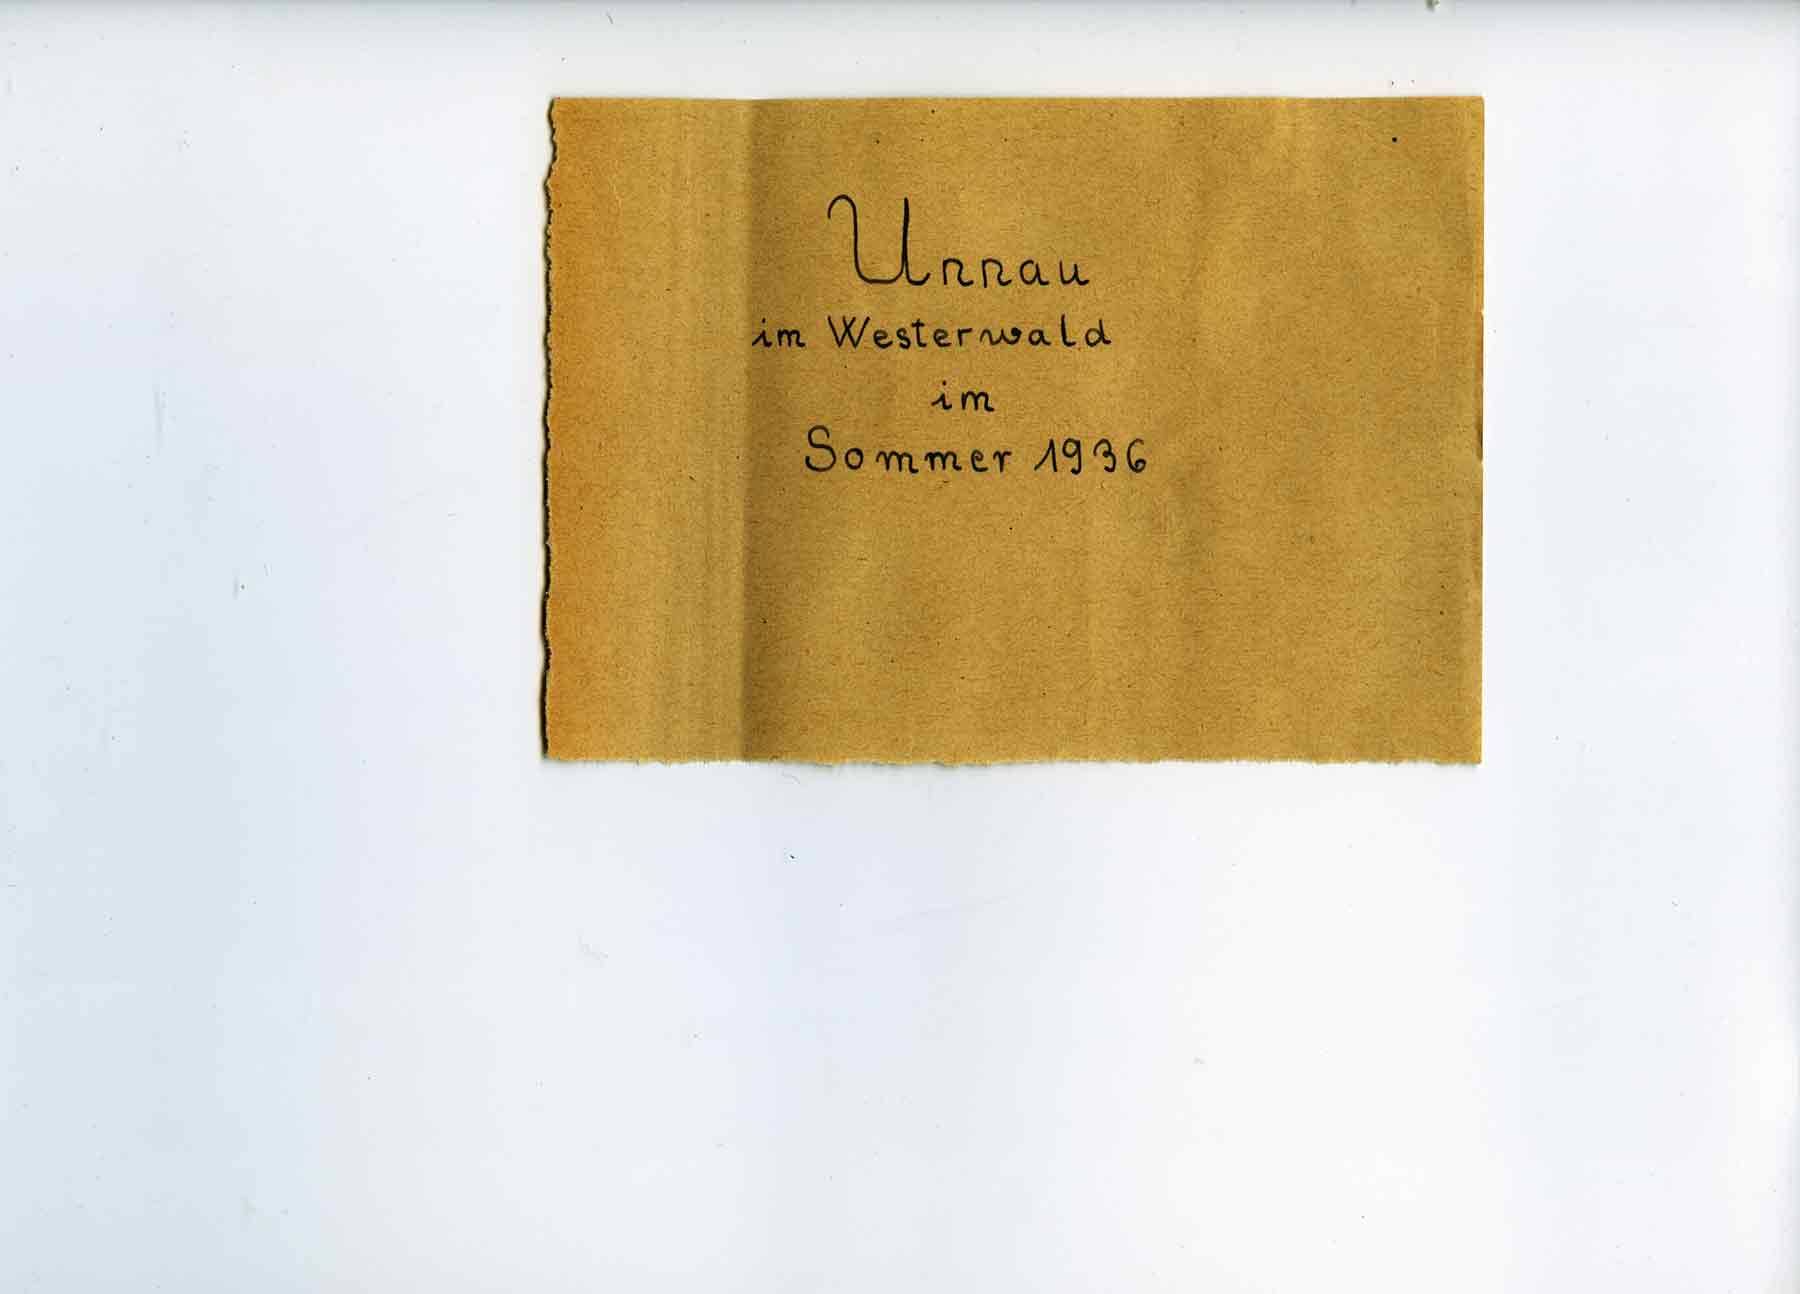 Unnau
im Westerwald
im
Sommer 1936